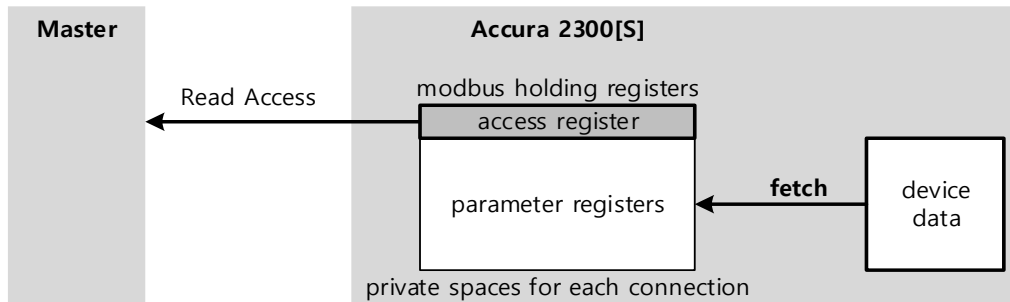 Master
Accura 2300[S]
Read Access
modbus holding registers
access register
parameter registers
fetch
device
data
private spaces for each connection